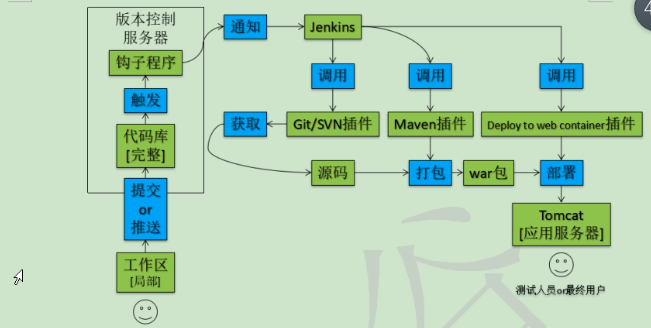 版本控制
服务器
钩子程序
触发
代码库
[完整]
提交
or
推送
工作区
[局部]
通知
Jenkins
调用
调用
调用
获取
Git/SVN插件
Maven插件
Deploy to web container插件
源码
打包
war包
部署
Tomcat
[应用服务器]
测试人员or最终用户